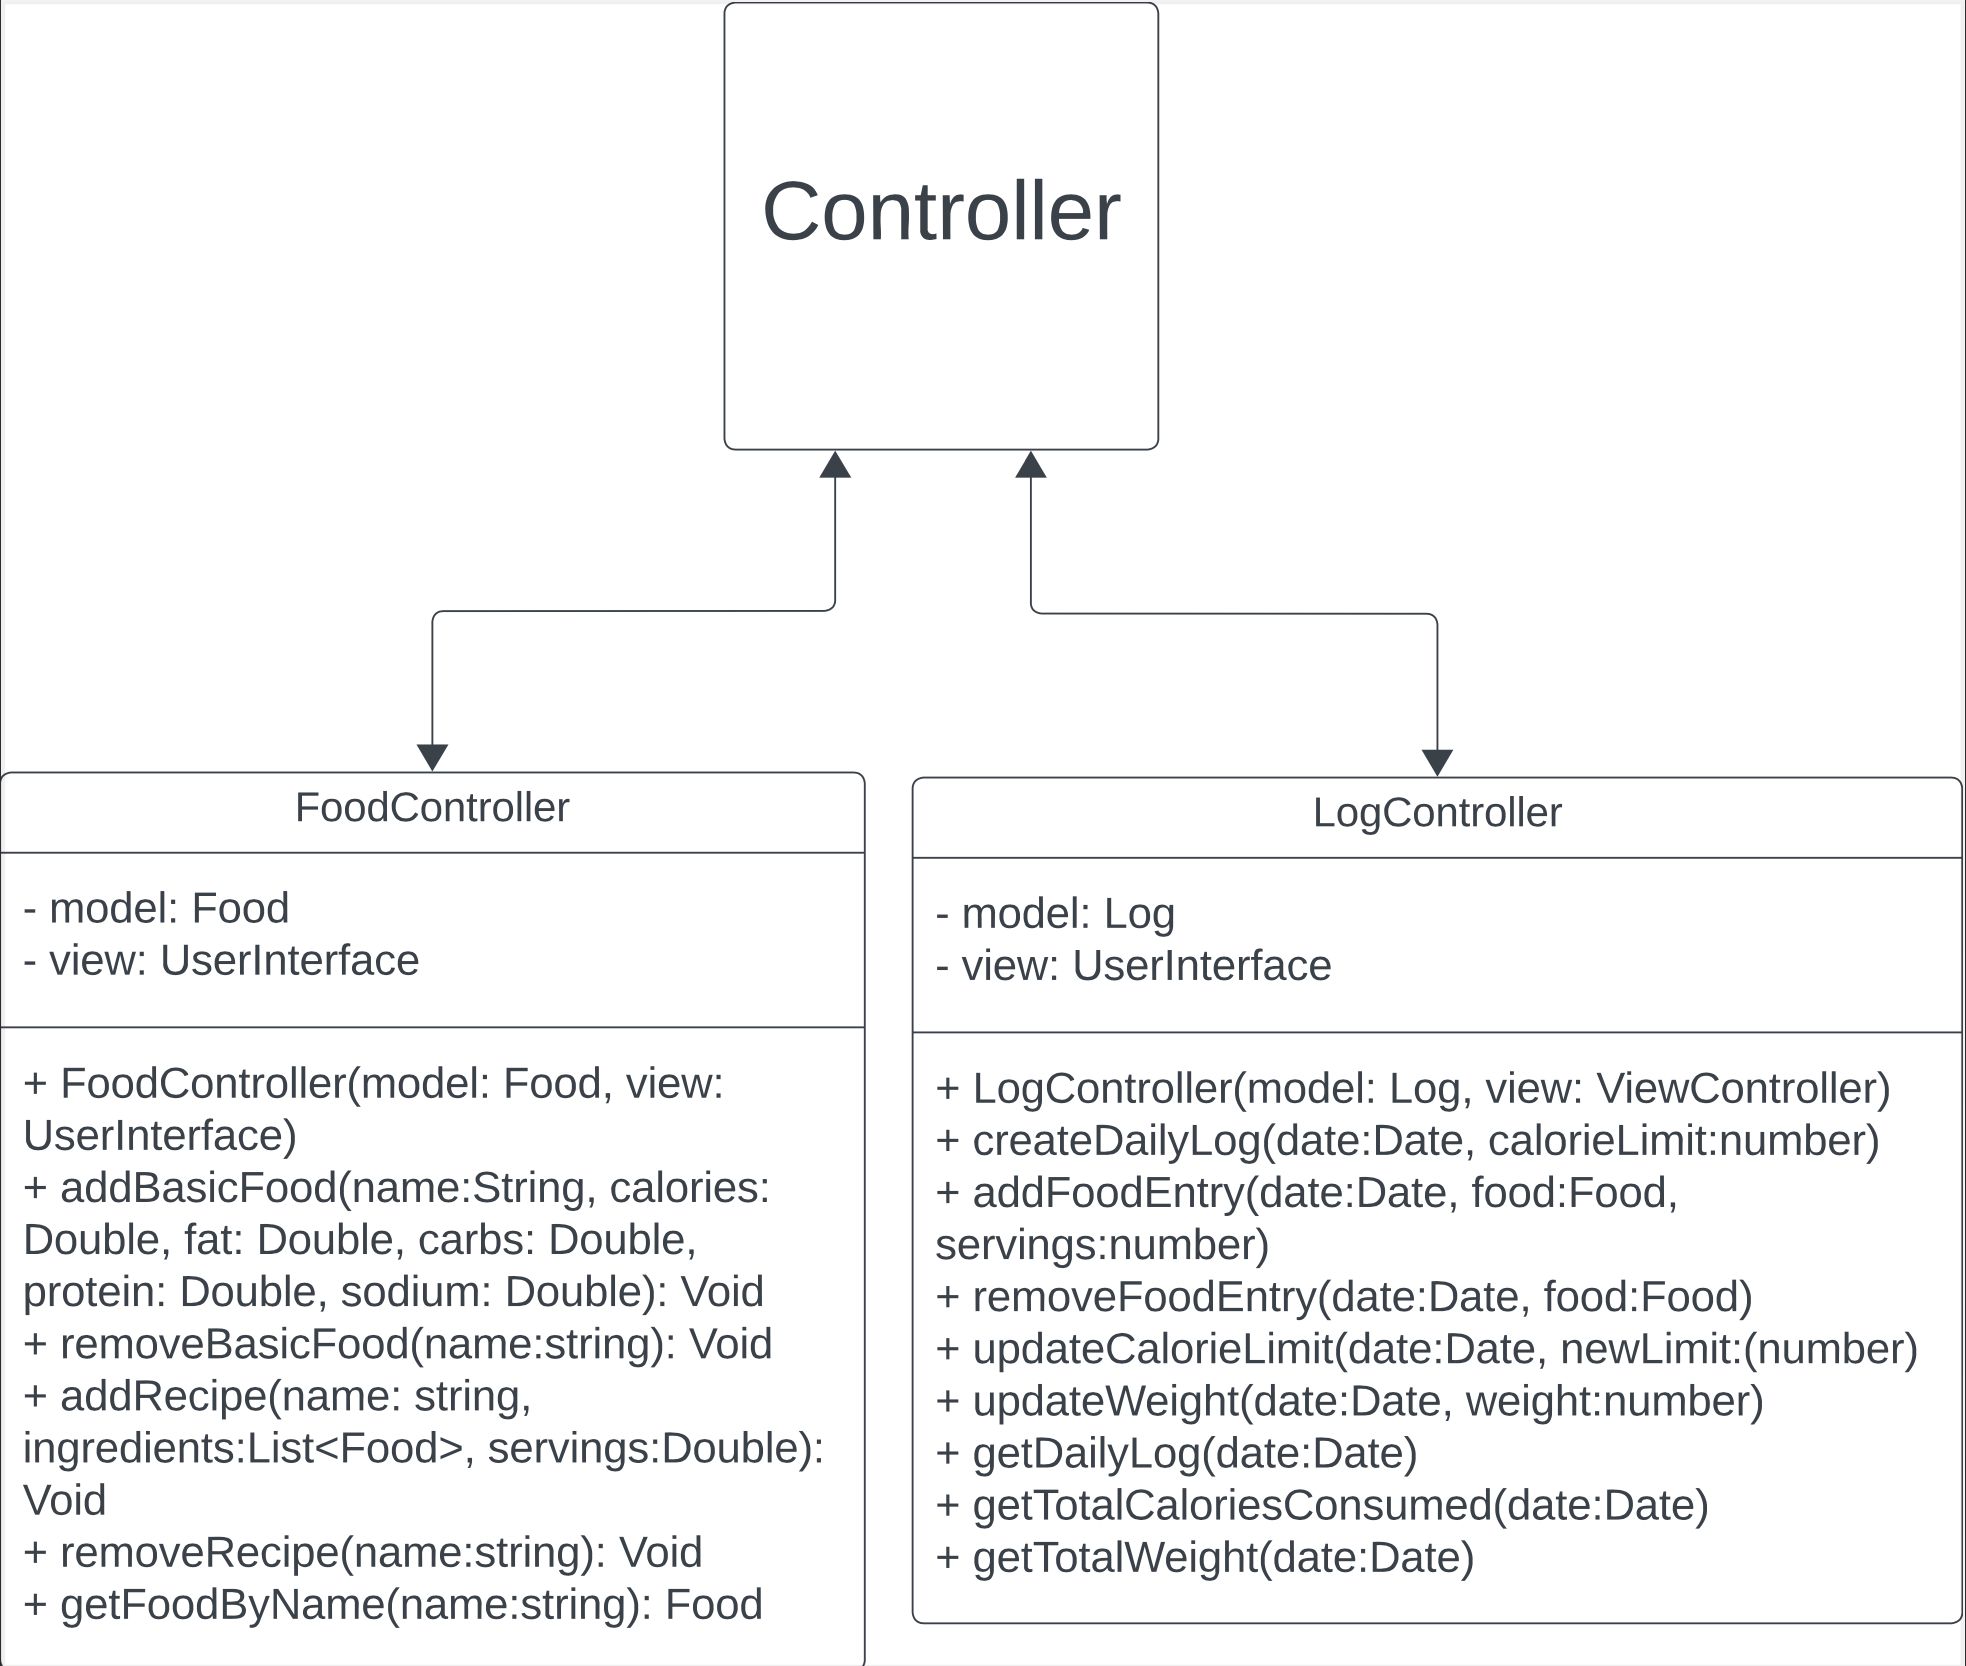 Controller
FoodController
- model: Food
- view: UserInterface
+ FoodController(model: Food, view:
UserInterface)
+ addBasicFood(name:String, calories:
Double, fat: Double, carbs: Double,
protein: Double, sodium: Double): Void
+ removeBasicFood(name:string): Void
+ addRecipe(name: string,
ingredients:List<Food>, servings:Double):
Void
+ removeRecipe(name:string): Void
+ getFoodByName(name:string): Food
LogController
- model: Log
- view: UserInterface
+ LogController(model: Log, view: ViewController)
+ createDailyLog(date:Date, calorieLimit:number)
+ addFoodEntry(date:Date, food:Food,
servings:number)
+ removeFoodEntry(date:Date, food:Food)
+ updateCalorieLimit(date:Date, newLimit:(number)
+ updateWeight(date:Date, weight:number)
+ getDailyLog(date:Date)
+ getTotalCaloriesConsumed(date:Date)
+ getTotalWeight(date:Date)